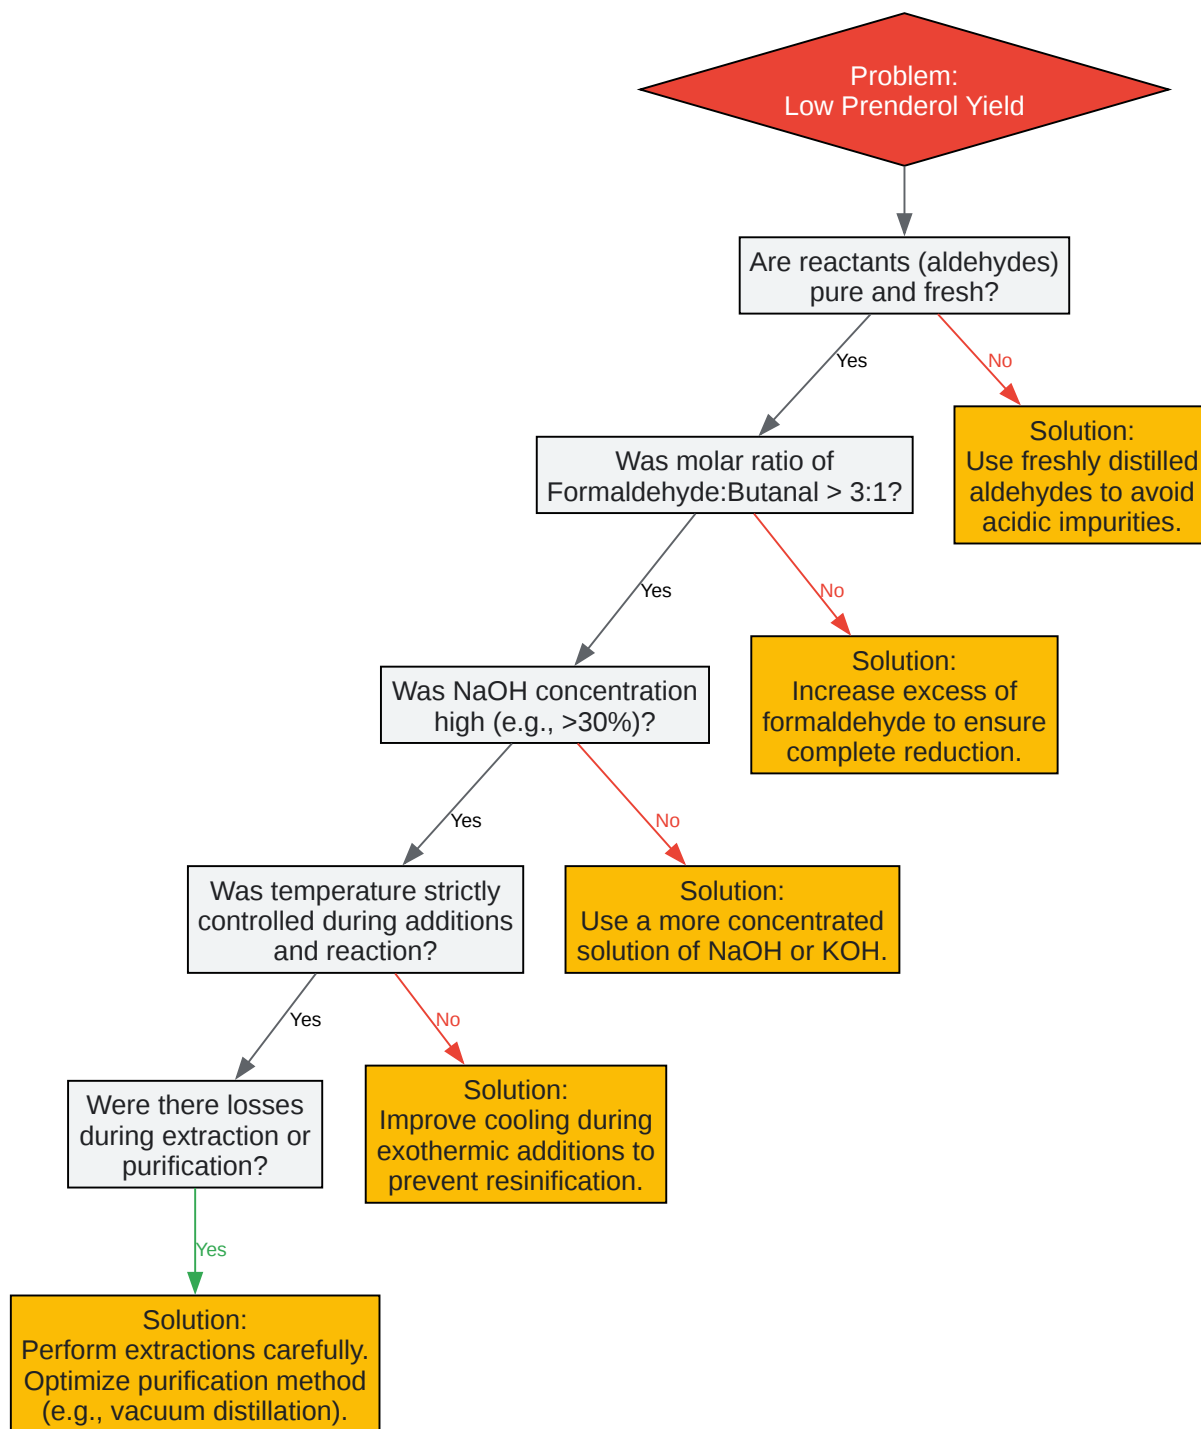 Problem:
Low Prenderol Yield
Are reactants (aldehydes)
pure and fresh?
Yes
No
Solution:
Use freshly distilled
aldehydes to avoid
acidic impurities.
Was molar ratio of
Formaldehyde:Butanal > 3:1?
Yes
No
Solution:
Increase excess of
formaldehyde to ensure
complete reduction.
Was NaOH concentration
high (e.g., >30%)?
Yes
No
Solution:
Use a more concentrated
solution of NaOH or KOH.
Was temperature strictly
controlled during additions
and reaction?
Yes
No
Solution:
Improve cooling during
exothermic additions to
prevent resinification.
Were there losses
during extraction or
purification?
Yes
Solution:
Perform extractions carefully.
Optimize purification method
(e.g., vacuum distillation).